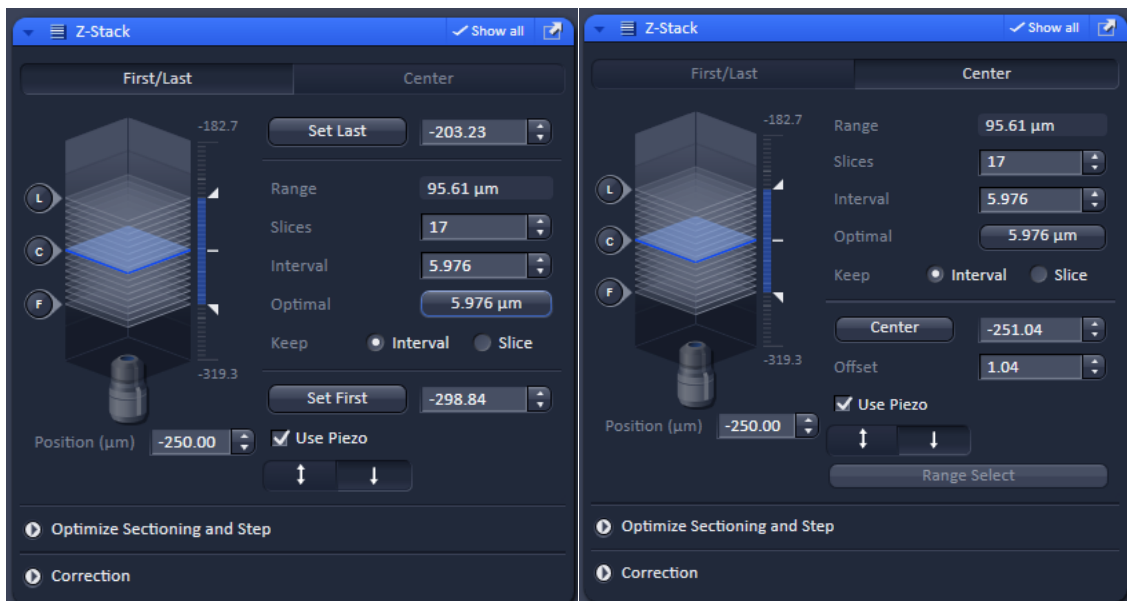 Z-Stack Show all
First/Last Center
-182.7
Set Last -203.23
L
Range 95.61 μm
Slices 17
C
Interval 5.976
Optimal 5.976 μm
F
Keep Interval Slice
-319.3
Set First -298.84
Position (μm) -250.00 Use Piezo
Optimize Sectioning and Step
Correction
Z-Stack Show all
First/Last Center
-182.7
Range 95.61 μm
Slices 17
L
Interval 5.976
C
Optimal 5.976 μm
Keep Interval Slice
F
Center -251.04
-319.3
Offset 1.04
Use Piezo
Position (μm) -250.00
Range Select
Optimize Sectioning and Step
Correction